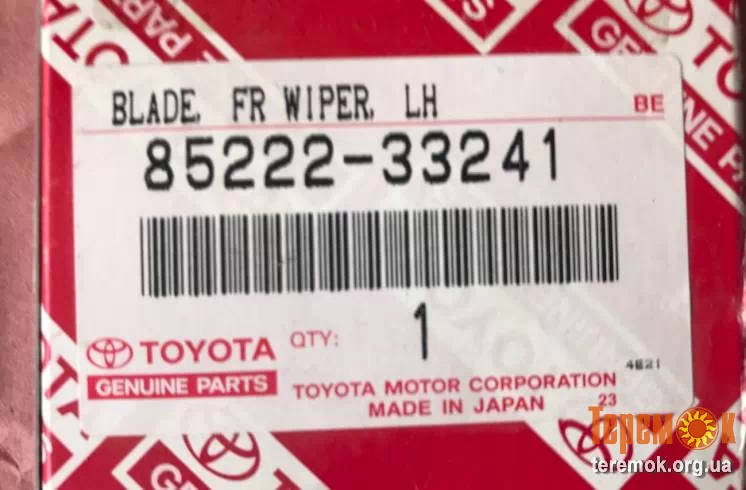 BLADE, FR WIPER, LH
BE
85222-33241
QTY: 1
TOYOTA
GENUINE PARTS
4E21
TOYOTA MOTOR CORPORATION
MADE IN JAPAN 23
Теремок
teremok.org.ua